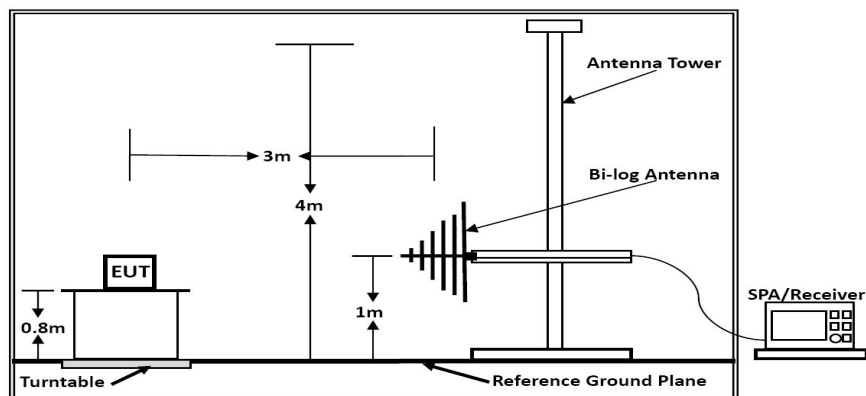 Antenna Tower
3m
Bi-log Antenna
4m
EUT
SPA/Receiver
0.8m
1m
Turntable
Reference Ground Plane